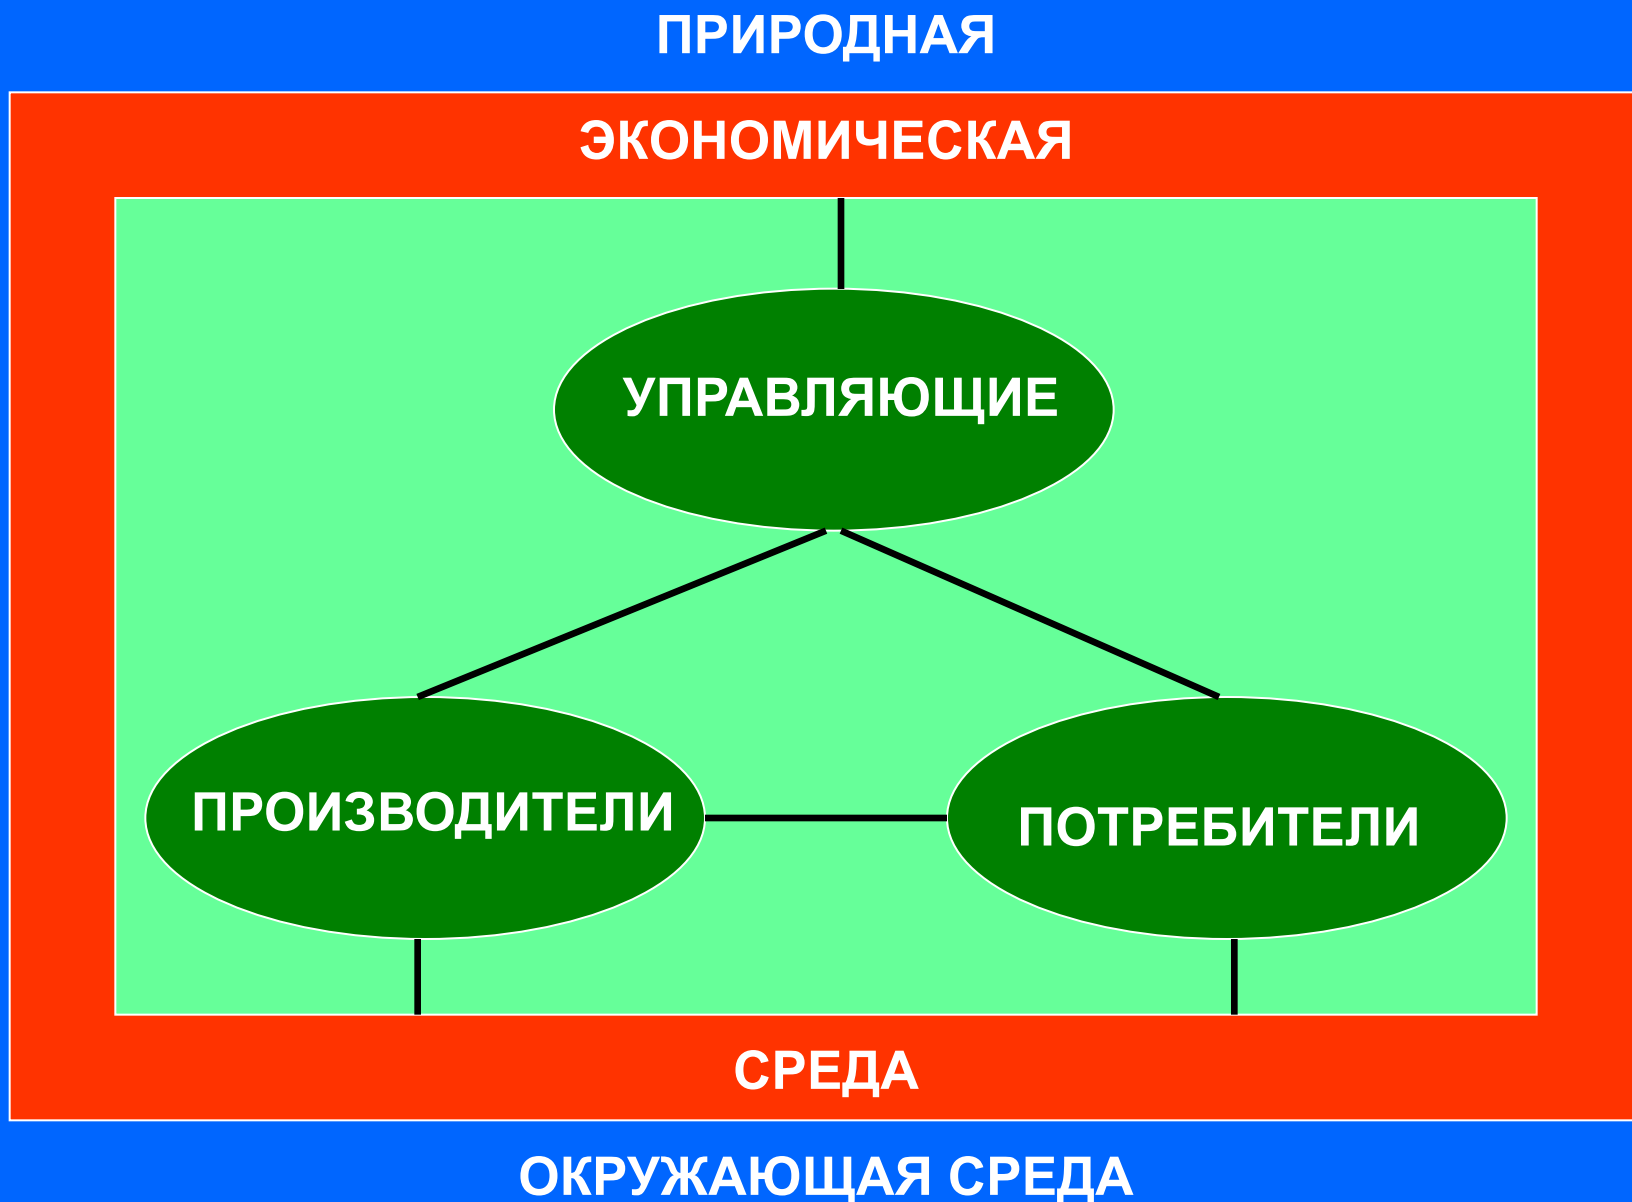 ПРИРОДНАЯ
ЭКОНОМИЧЕСКАЯ
УПРАВЛЯЮЩИЕ
ПРОИЗВОДИТЕЛИ
ПОТРЕБИТЕЛИ
СРЕДА
ОКРУЖАЮЩАЯ СРЕДА